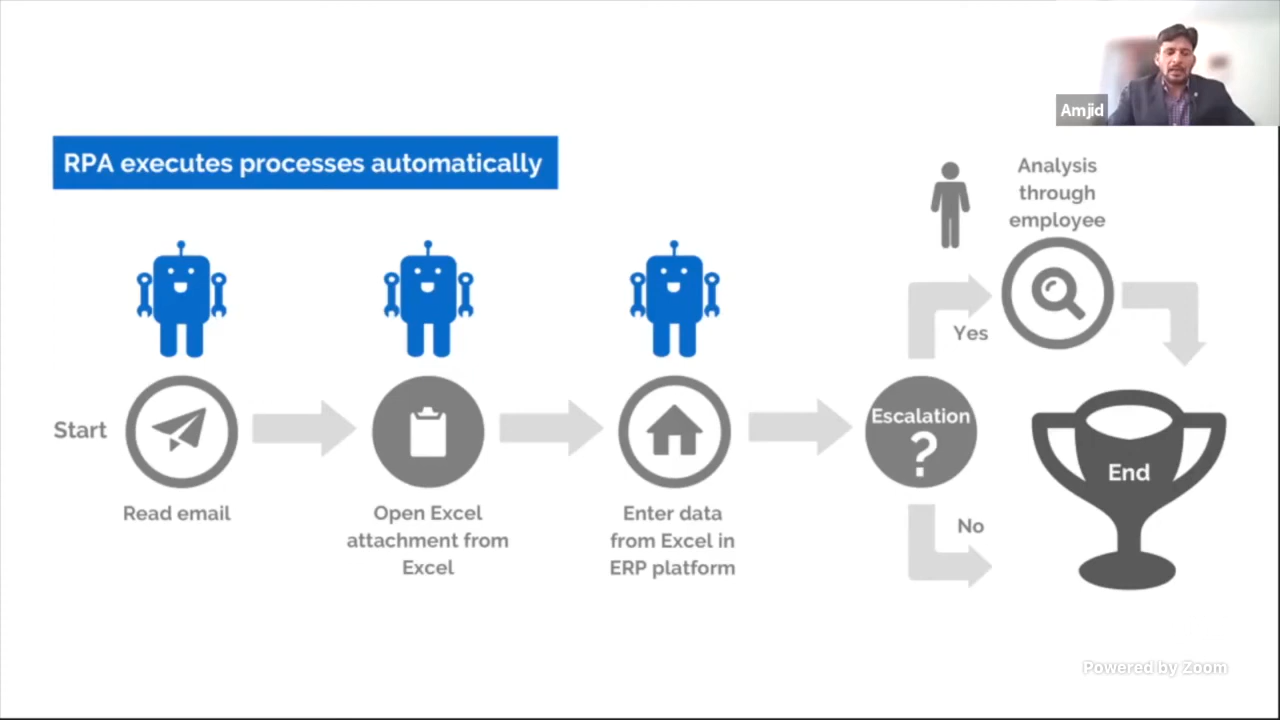 Amjid
RPA executes processes automatically
Analysis
through
employee
Yes
Start
Escalation
?
End
Read email
Open Excel
attachment from
Excel
Enter data
from Excel in
ERP platform
No
Powered by Zoom